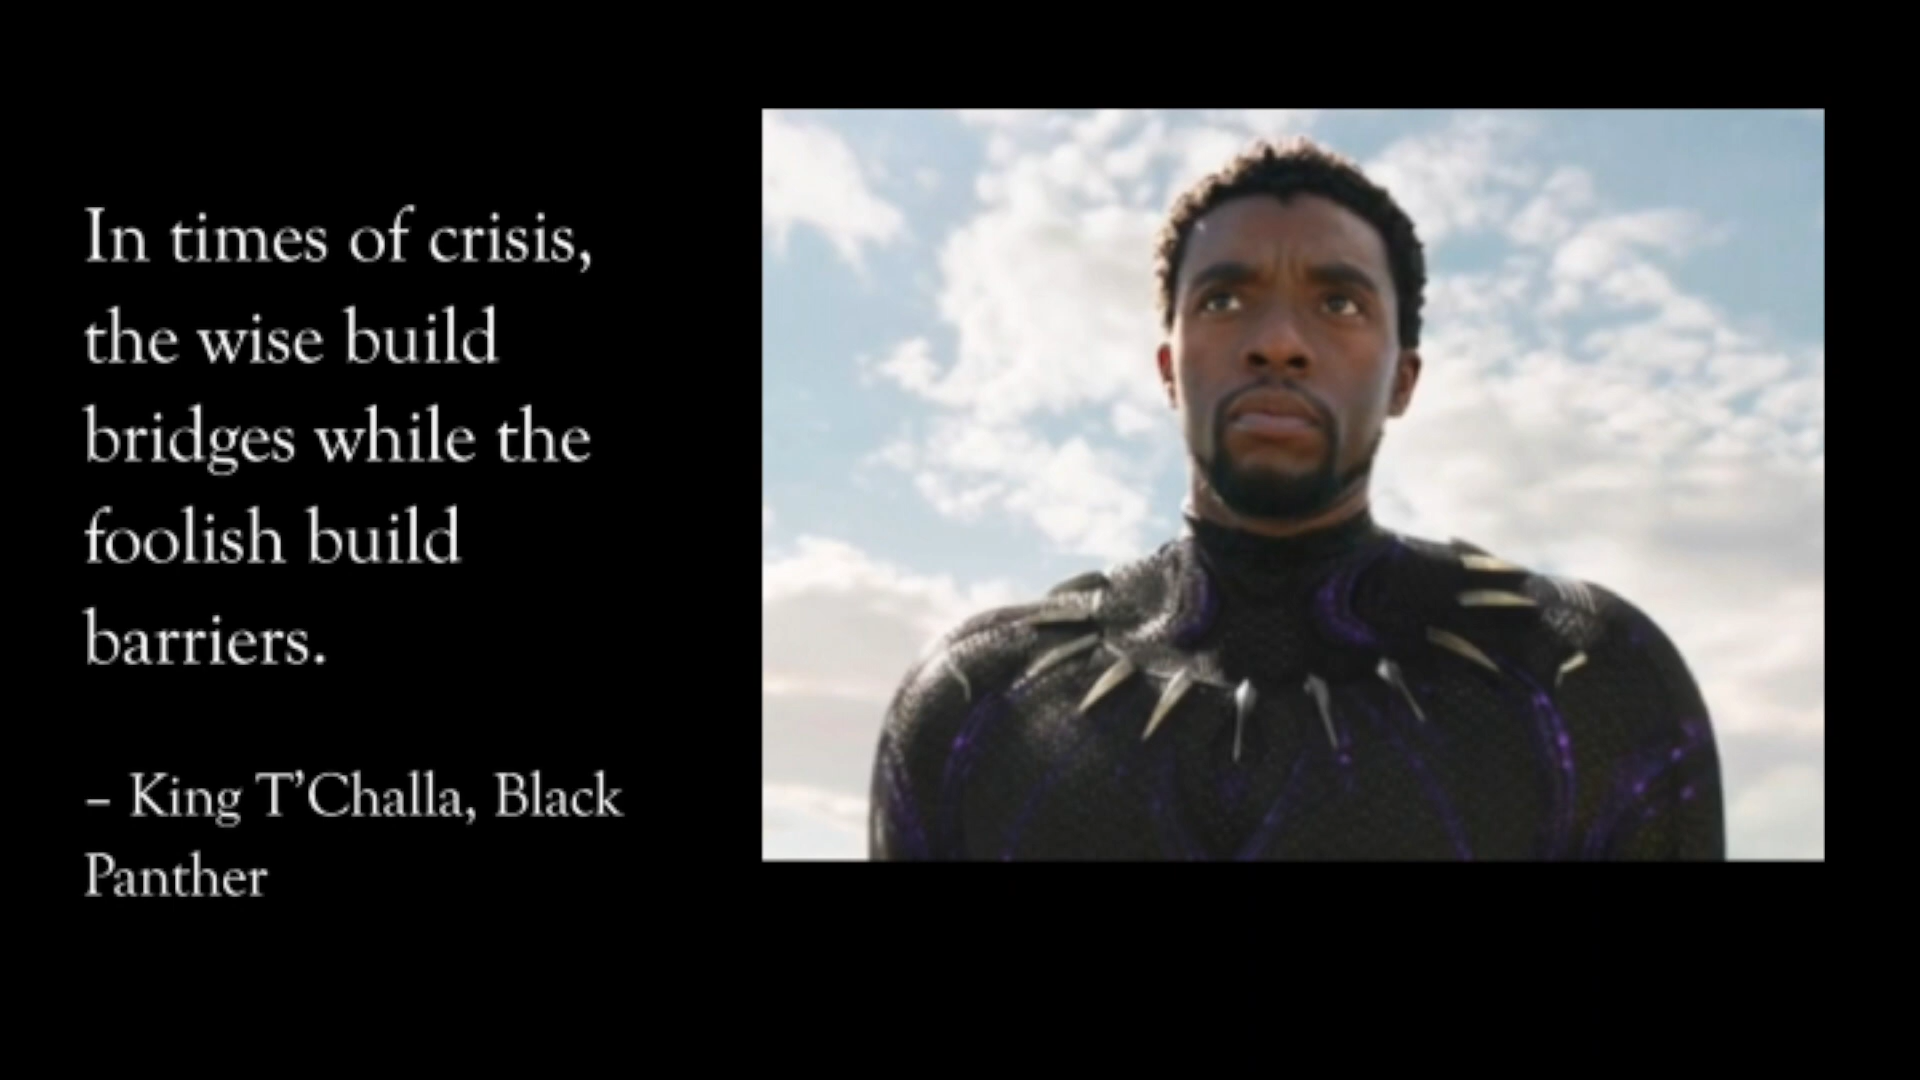 In times of crisis,
the wise build
bridges while the
foolish build
barriers.
– King T’Challa, Black
Panther